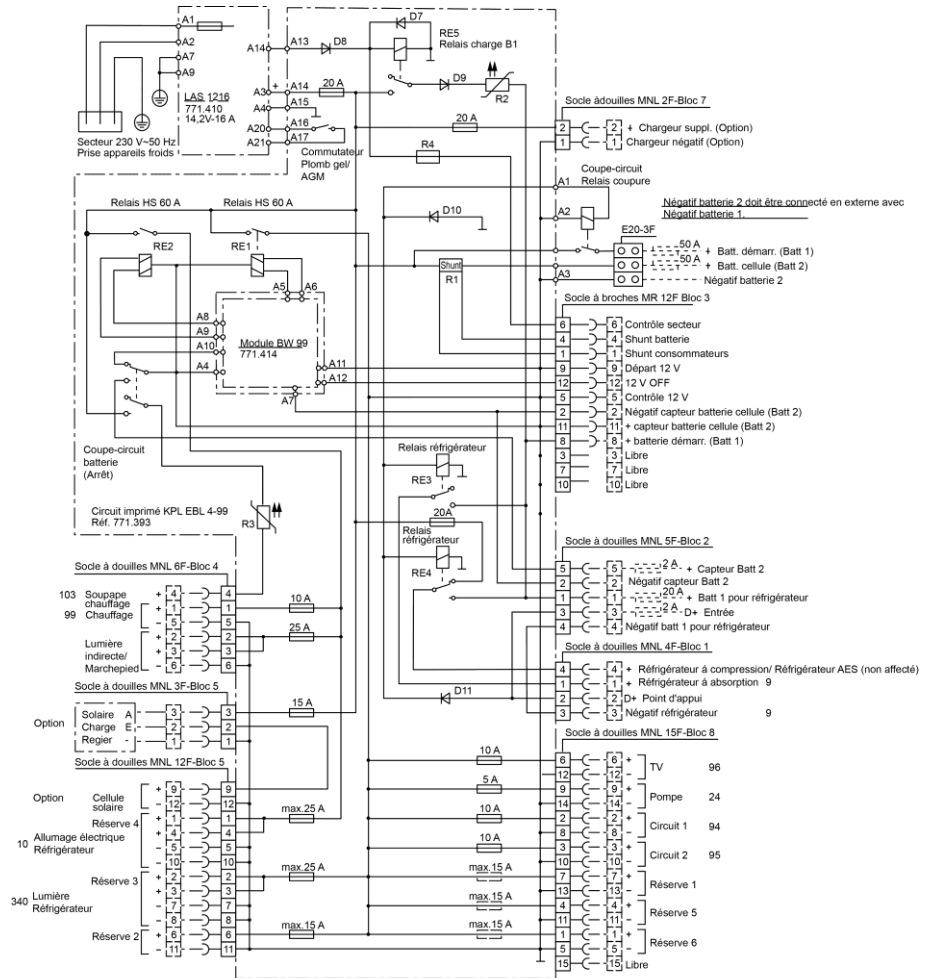 A1
A2
A7
A9
A14
A13
D8
D7
RE5
Relais charge B1
D9
R2
LAS 1216
771.410
14,2V-16 A
A3
+
A14
20 A
A4
A15
A20
A16
A21
A17
Secteur 230 V~50 Hz
Prise appareils froids
Commutateur
Plomb gel/
AGM
20 A
R4
Socle àdouilles MNL 2F-Bloc 7
2 2 + Chargeur suppl. (Option)
1 1 Chargeur négatif (Option)
Coupe-circuit
Relais coupure
A1
A2
A3
Négatif batterie 2 doit être connecté en externe avec
Négatif batterie 1.
E20-3F
50 A + Batt. démarr. (Batt 1)
50 A + Batt. cellule (Batt 2)
Négatif batterie 2
Relais HS 60 A
Relais HS 60 A
RE2
RE1
D10
Shunt
R1
A5
A6
A8
A9
A10
A4
Module BW 99
771.414
A11
A12
A7
Coupe-circuit
batterie
(Arrêt)
Circuit imprimé KPL EBL 4-99
Réf. 771.393
R3
Socle à broches MR 12F Bloc 3
6 6 Contrôle secteur
4 4 Shunt batterie
1 1 Shunt consommateurs
9 9 Départ 12 V
12 12 12 V OFF
5 5 Contrôle 12 V
2 2 Négatif capteur batterie cellule (Batt 2)
11 11 + capteur batterie cellule (Batt 2)
8 8 + batterie démarr. (Batt 1)
3 3 Libre
7 7 Libre
10 10 Libre
Relais réfrigérateur
RE3
20A
Relais
réfrigérateur
RE4
D11
Socle à douilles MNL 5F-Bloc 2
5 5 2 A + Capteur Batt 2
2 2 Négatif capteur Batt 2
1 1 20 A + Batt 1 pour réfrigérateur
3 3 2 A D+ Entrée
4 4 Négatif batt 1 pour réfrigérateur
Socle à douilles MNL 4F-Bloc 1
4 4 + Réfrigérateur á compression/ Réfrigérateur AES (non affecté)
1 1 + Réfrigérateur á absorption 9
2 2 D+ Point d'appui
3 3 Négatif réfrigérateur 9
Socle à douilles MNL 6F-Bloc 4
103 Soupape chauffage + 4 4
99 Chauffage + 1 1 10 A
- 5 5
Lumière
indirecte/
Marchepied
+ 2 2 25 A
+ 3 3
- 6 6
Socle à douilles MNL 3F-Bloc 5
Option
Solaire A 3 3 15 A
Charge E 2 2
Regier - 1 1
Socle à douilles MNL 12F-Bloc 5
Option Cellule solaire
+ 9 9
- 12 12
Réserve 4 + 1 1 max.25 A
+ 4 4
10 Allumage électrique
Réfrigérateur
- 5 5
- 10 10
Réserve 3 + 2 2 max.25 A
+ 3 3
340 Lumière
Réfrigérateur
- 7 7
- 8 8
Réserve 2 + 6 6 max.15 A
- 11 11
Socle à douilles MNL 15F-Bloc 8
10 A 6 6 +
12 12 -
TV 96
5 A 9 9 +
14 14 -
Pompe 24
10 A 2 2 +
8 8 -
Circuit 1 94
10 A 3 3 +
10 10 -
Circuit 2 95
max.15 A 7 7 +
13 13 -
Réserve 1
max.15 A 4 4 +
11 11 -
Réserve 5
max.15 A 1 1 +
5 5 -
Réserve 6
15 15 Libre